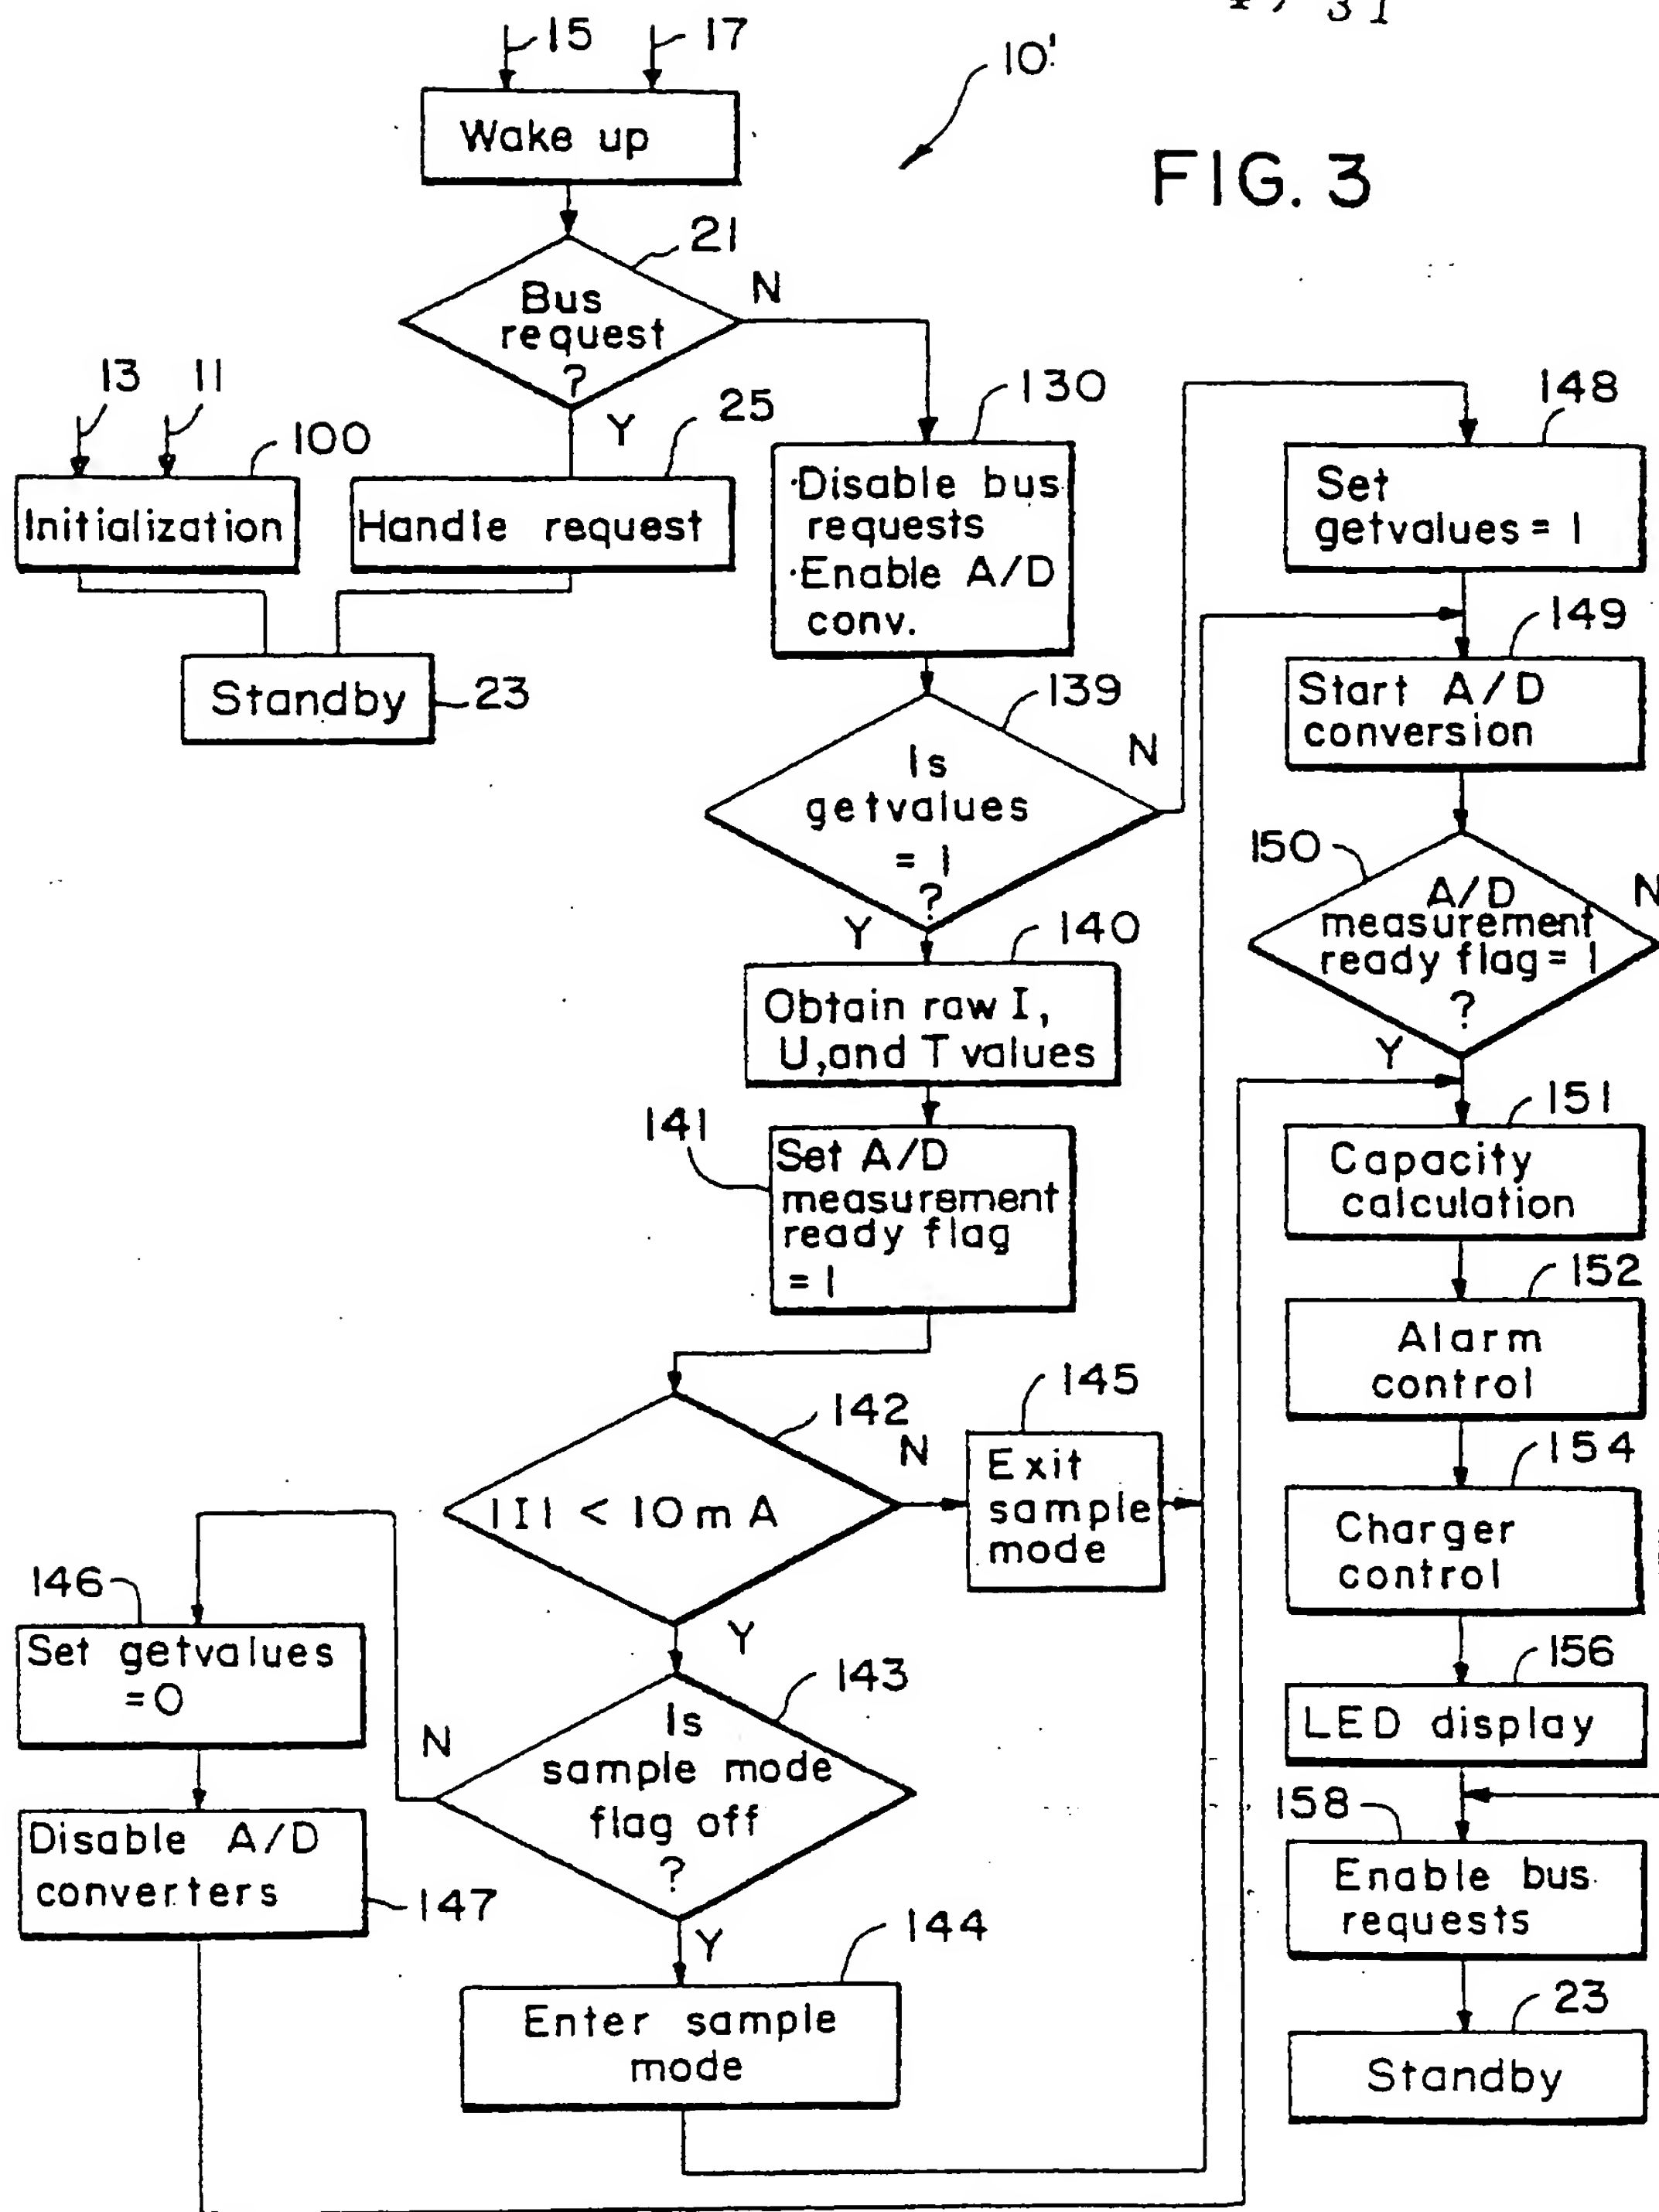 15
17
10'
FIG. 3
Wake up
21
Bus
request
?
N
Y
13
11
100
Initialization
25
Handle request
Standby
23
130
·Disable bus
requests
·Enable A/D
conv.
139
Is
getvalues
= 1
?
N
Y
140
Obtain raw I,
U, and T values
141
Set A/D
measurement
ready flag
= 1
142
|I| < 10 mA
N
Y
145
Exit
sample
mode
143
Is
sample mode
flag off
?
N
Y
146
Set getvalues
=0
Disable A/D
converters
147
144
Enter sample
mode
148
Set
getvalues = 1
149
Start A/D
conversion
150
A/D
measurement
ready flag = 1
?
N
Y
151
Capacity
calculation
152
Alarm
control
154
Charger
control
156
LED display
158
Enable bus
requests
23
Standby